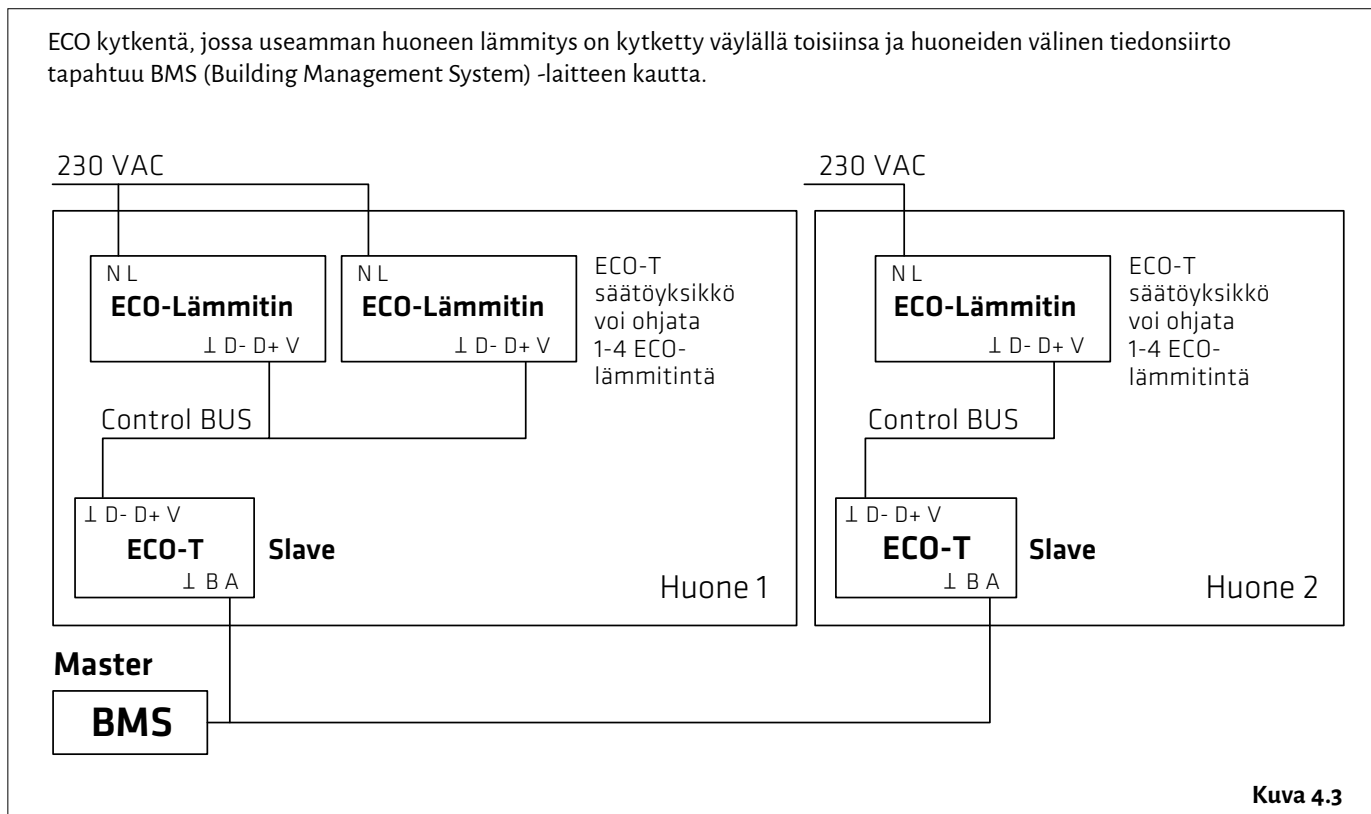 ECO kytkentä, jossa useamman huoneen lämmitys on kytketty väylällä toisiinsa ja huoneiden välinen tiedonsiirto
tapahtuu BMS (Building Management System) -laitteen kautta.
230 VAC
230 VAC
N L
ECO-Lämmitin
⊥ D- D+ V
N L
ECO-Lämmitin
⊥ D- D+ V
ECO-T
säätöyksikkö
voi ohjata
1-4 ECO-
lämmitintä
Control BUS
⊥ D- D+ V
ECO-T
⊥ B A
Slave
Huone 1
N L
ECO-Lämmitin
⊥ D- D+ V
ECO-T
säätöyksikkö
voi ohjata
1-4 ECO-
lämmitintä
Control BUS
⊥ D- D+ V
ECO-T
⊥ B A
Slave
Huone 2
Master
BMS
Kuva 4.3